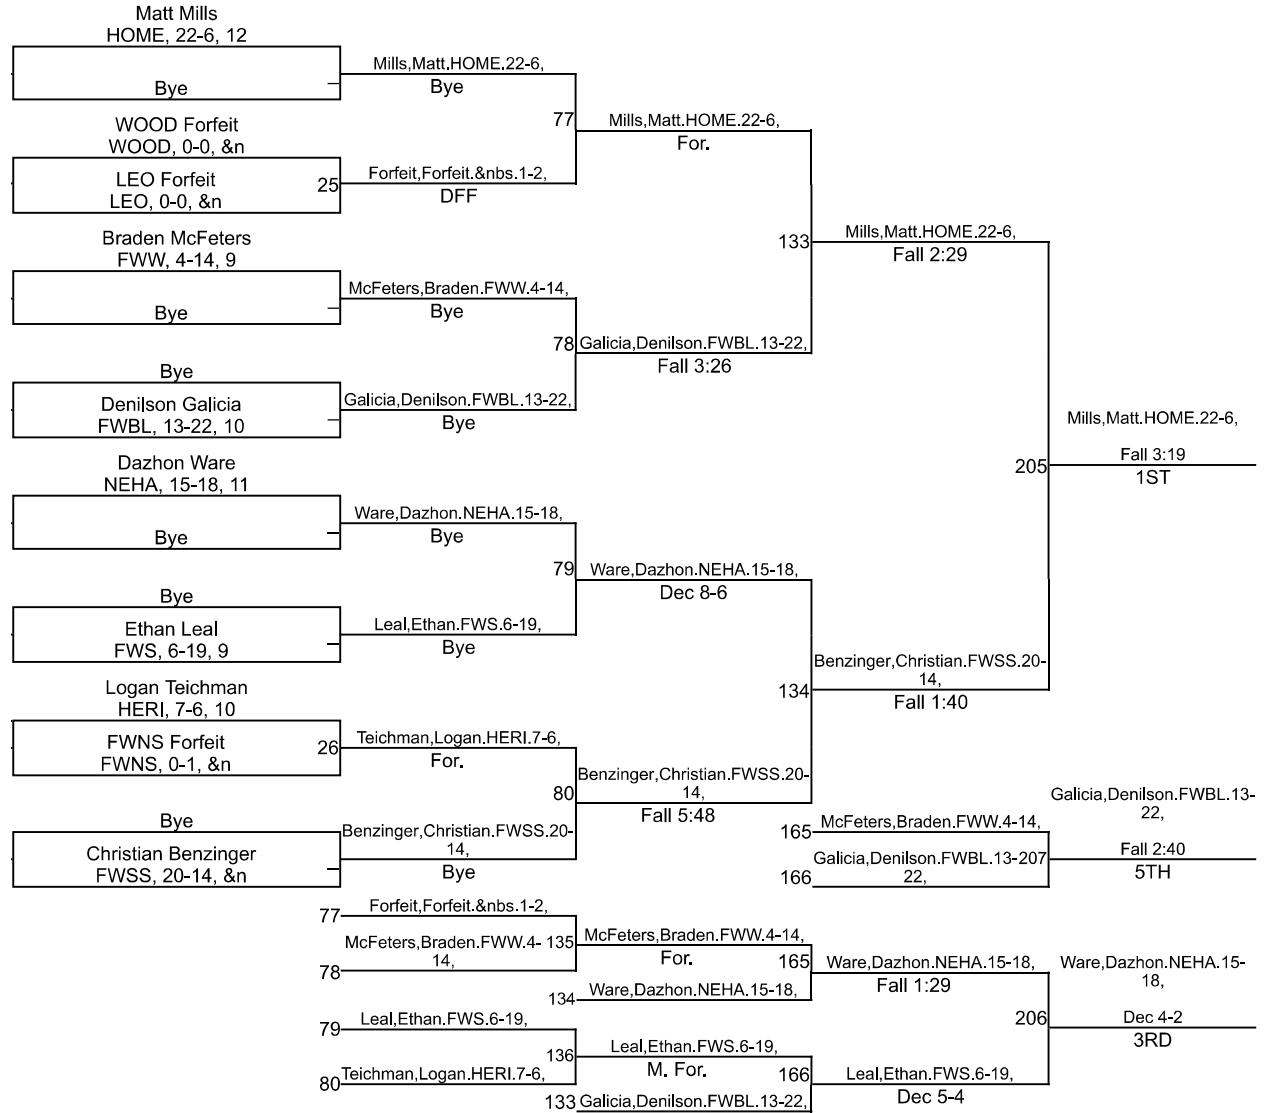 Matt Mills
HOME, 22-6, 12
Bye
Mills,Matt.HOME.22-6,
Bye
WOOD Forfeit
WOOD, 0-0, &n
LEO Forfeit
LEO, 0-0, &n
25
Forfeit,Forfeit.&nbs.1-2,
DFF
77
Mills,Matt.HOME.22-6,
For.
Braden McFeters
FWW, 4-14, 9
Bye
McFeters,Braden.FWW.4-14,
Bye
Bye
Denilson Galicia
FWBL, 13-22, 10
Galicia,Denilson.FWBL.13-22,
Bye
78
Galicia,Denilson.FWBL.13-22,
Fall 3:26
133
Mills,Matt.HOME.22-6,
Fall 2:29
Dazhon Ware
NEHA, 15-18, 11
Bye
Ware,Dazhon.NEHA.15-18,
Bye
Bye
Ethan Leal
FWS, 6-19, 9
Leal,Ethan.FWS.6-19,
Bye
79
Ware,Dazhon.NEHA.15-18,
Dec 8-6
Logan Teichman
HERI, 7-6, 10
FWNS Forfeit
FWNS, 0-1, &n
26
Teichman,Logan.HERI.7-6,
For.
Bye
Christian Benzinger
FWSS, 20-14, &n
Benzinger,Christian.FWSS.20-
14,
Bye
80
Benzinger,Christian.FWSS.20-
14,
Fall 5:48
134
Benzinger,Christian.FWSS.20-
14,
Fall 1:40
205
Mills,Matt.HOME.22-6,
Fall 3:19
1ST
165
McFeters,Braden.FWW.4-14,
166
Galicia,Denilson.FWBL.13-207
22,
Galicia,Denilson.FWBL.13-
22,
Fall 2:40
5TH
77
Forfeit,Forfeit.&nbs.1-2,
78
McFeters,Braden.FWW.4-
14,
135
McFeters,Braden.FWW.4-14,
For.
134
Ware,Dazhon.NEHA.15-18,
165
Ware,Dazhon.NEHA.15-18,
Fall 1:29
79
Leal,Ethan.FWS.6-19,
80
Teichman,Logan.HERI.7-6,
136
Leal,Ethan.FWS.6-19,
M. For.
133
Galicia,Denilson.FWBL.13-22,
166
Leal,Ethan.FWS.6-19,
Dec 5-4
206
Ware,Dazhon.NEHA.15-
18,
Dec 4-2
3RD